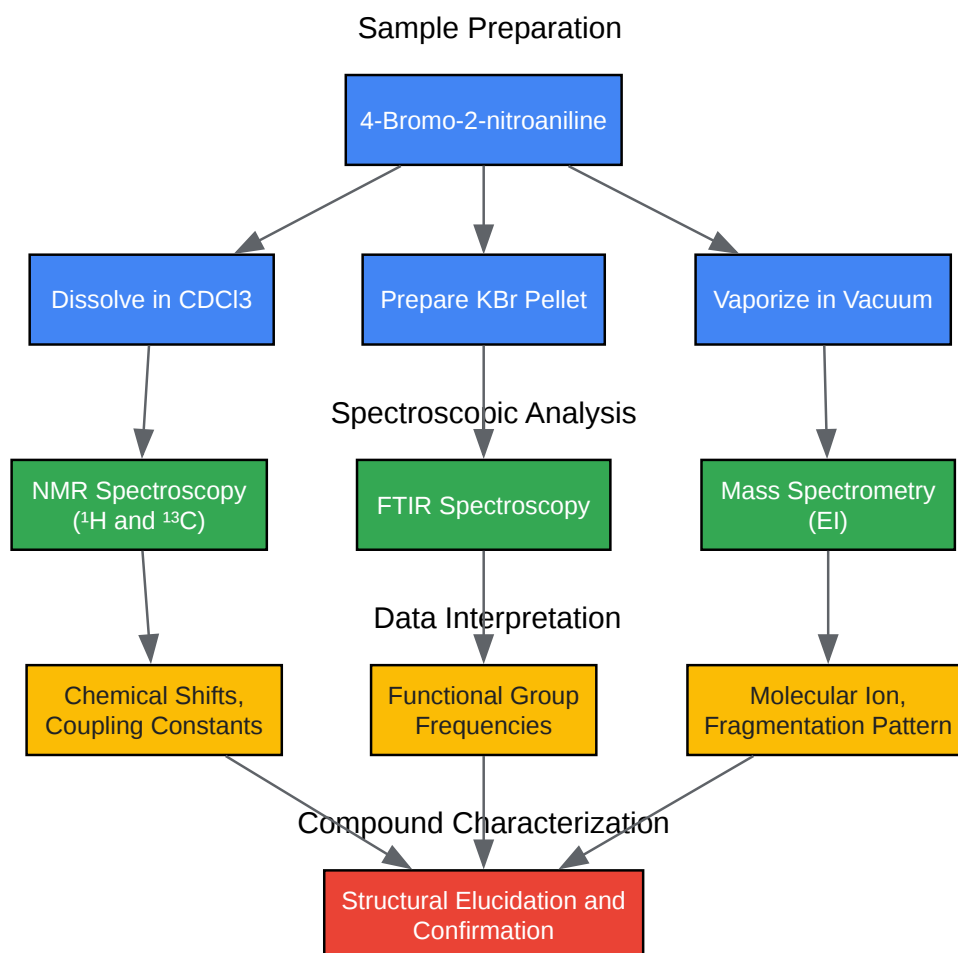 Sample Preparation
4-Bromo-2-nitroaniline
Dissolve in CDCl3
Prepare KBr Pellet
Vaporize in Vacuum
Spectroscopic Analysis
NMR Spectroscopy
(¹H and ¹³C)
FTIR Spectroscopy
Mass Spectrometry
(EI)
Data Interpretation
Chemical Shifts,
Coupling Constants
Functional Group
Frequencies
Molecular Ion,
Fragmentation Pattern
Compound Characterization
Structural Elucidation and
Confirmation